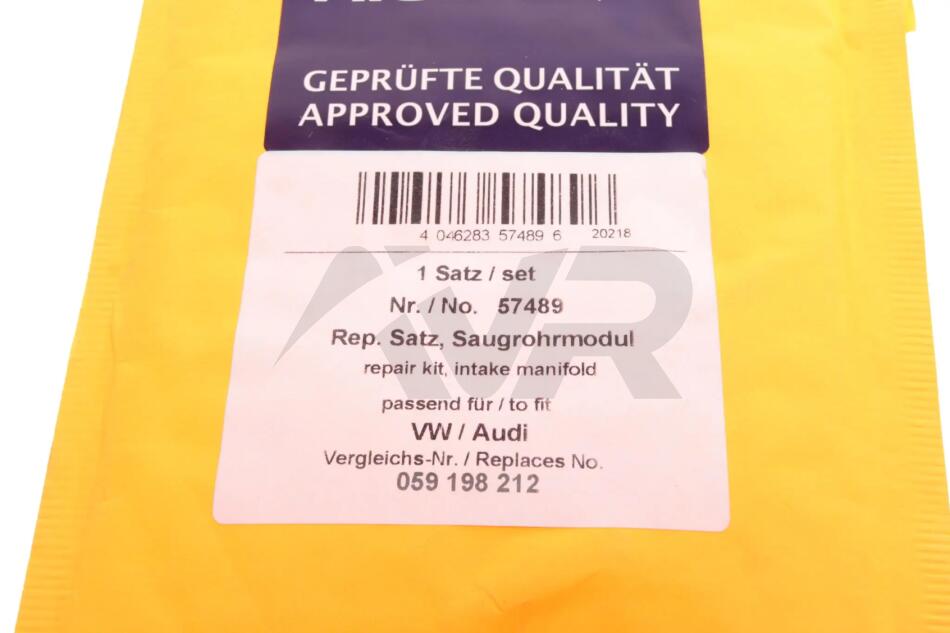 GEPRÜFTE QUALITÄT
APPROVED QUALITY
4 046283 57489 6 20218
1 Satz / set
Nr. / No. 57489
Rep. Satz, Saugrohrmodul
repair kit, intake manifold
passend für / to fit
VW / Audi
Vergleichs-Nr. / Replaces No.
059 198 212
iVR